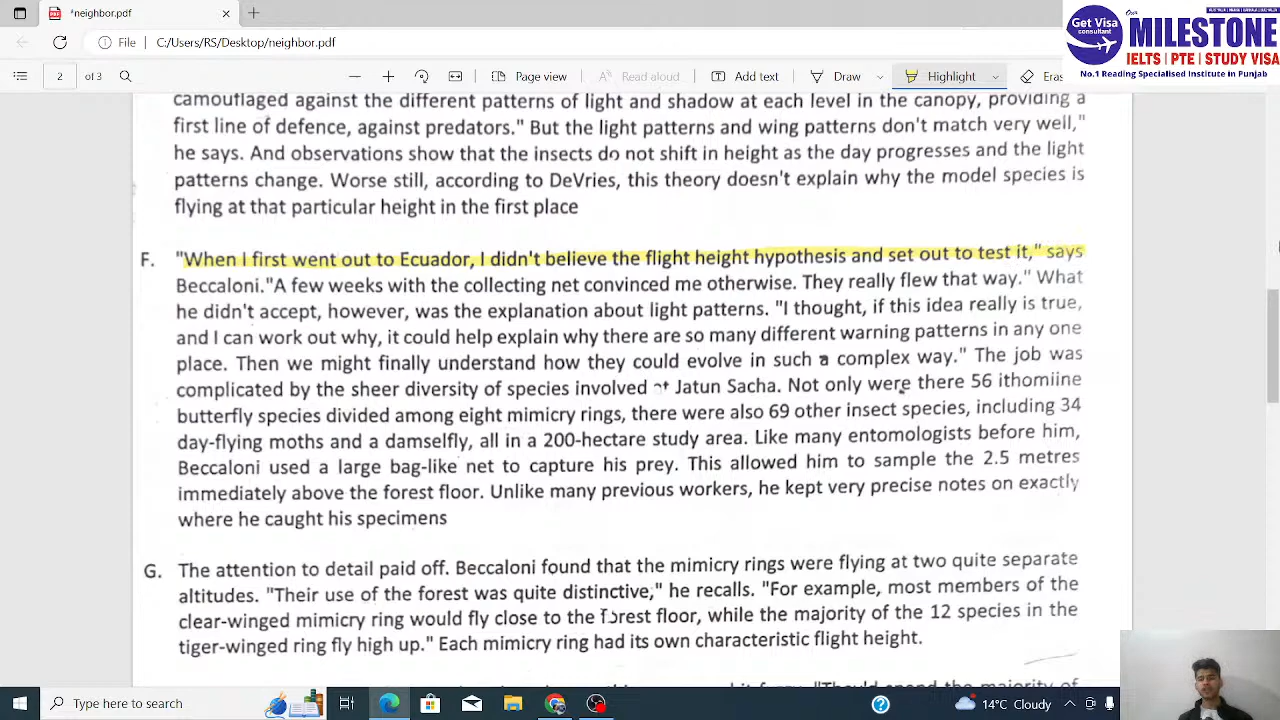 *neighbor.pdf
File
C:/Users/neighbor.pdf
2 of 27
Page view
Read aloud
Add text
Draw
Highlight
Eras
Get Visa
consultant
Our
MILESTONE
IELTS | PTE | STUDY VISA
No.1 Reading Specialised Institute in Punjab
camouflaged against the different patterns of light and shadow at each level in the canopy, providing a
first line of defence, against predators." But the light patterns and wing patterns don't match very well,"
he says. And observations show that the insects do not shift in height as the day progresses and the light
patterns change. Worse still, according to DeVries, this theory doesn't explain why the model species is
flying at that particular height in the first place
F. "When I first went out to Ecuador, I didn't believe the flight height hypothesis and set out to test it," says
Beccaloni."A few weeks with the collecting net convinced me otherwise. They really flew that way." What
he didn't accept, however, was the explanation about light patterns. "I thought, if this idea really is true,
and I can work out why, it could help explain why there are so many different warning patterns in any one
place. Then we might finally understand how they could evolve in such a complex way." The job was
complicated by the sheer diversity of species involved at Jatun Sacha. Not only were there 56 ithomiine
butterfly species divided among eight mimicry rings, there were also 69 other insect species, including 34
day-flying moths and a damselfly, all in a 200-hectare study area. Like many entomologists before him,
Beccaloni used a large bag-like net to capture his prey. This allowed him to sample the 2.5 metres
immediately above the forest floor. Unlike many previous workers, he kept very precise notes on exactly
where he caught his specimens
G. The attention to detail paid off. Beccaloni found that the mimicry rings were flying at two quite separate
altitudes. "Their use of the forest was quite distinctive," he recalls. "For example, most members of the
clear-winged mimicry ring would fly close to the forest floor, while the majority of the 12 species in the
tiger-winged ring fly high up." Each mimicry ring had its own characteristic flight height.
Type here to search
14°C Cloudy